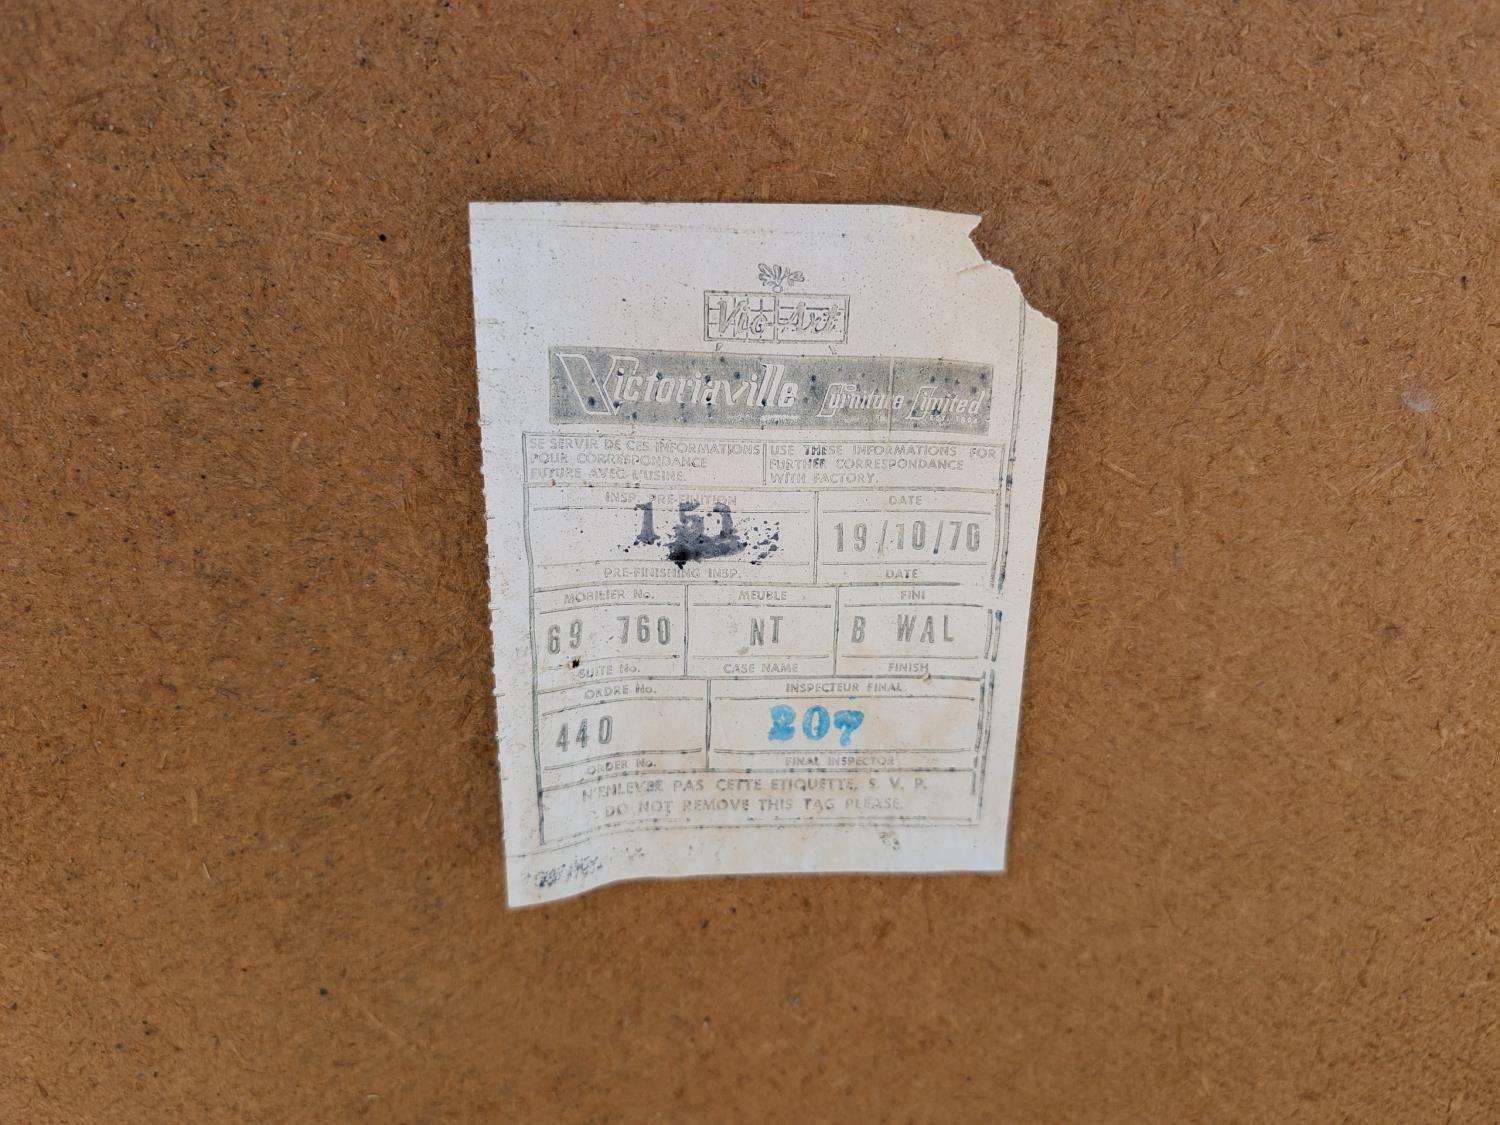 Vic Art
Victoriaville Furniture Limited
SE SERVIR DE CES INFORMATIONS
POUR CORRESPONDANCE
FUTURE AVEC L'USINE.
USE THESE INFORMATIONS FOR
FURTHER CORRESPONDANCE
WITH FACTORY.
INSP. PRE-FINITION
151
PRE-FINISHING INSP.
DATE
19/10/70
DATE
MOBILIER No.
69 760
SUITE No.
MEUBLE
NT
CASE NAME
FINI
B WAL
FINISH
ORDRE No.
440
ORDER No.
INSPECTEUR FINAL
207
FINAL INSPECTOR
N'ENLEVER PAS CETTE ETIQUETTE, S. V. P.
DO NOT REMOVE THIS TAG PLEASE.